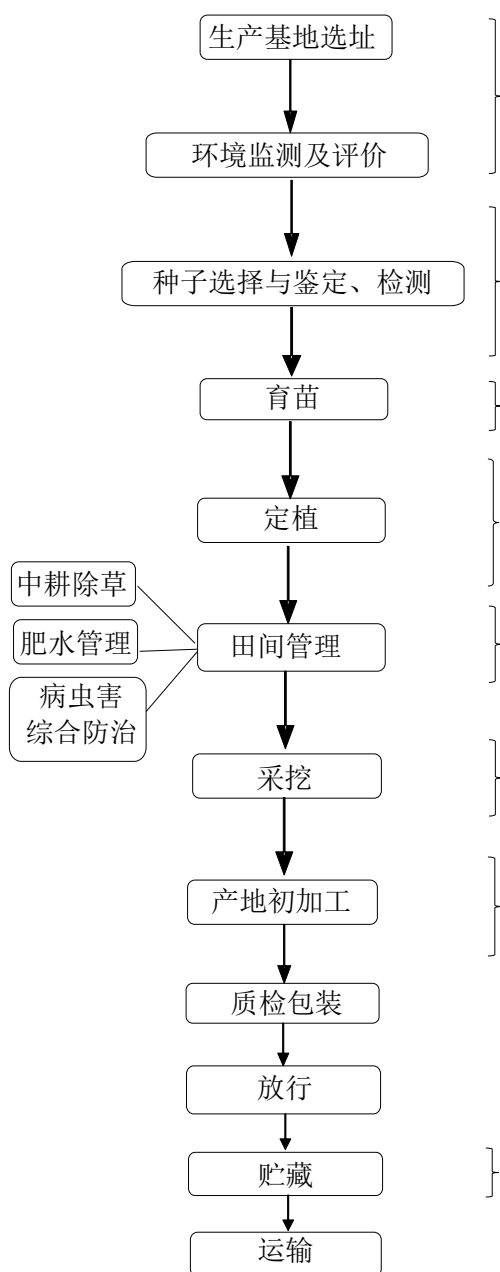 生产基地选址
环境监测及评价
种子选择与鉴定、检测
育苗
定植
中耕除草
肥水管理
田间管理
病虫害
综合防治
采挖
产地初加工
质检包装
放行
贮藏
运输